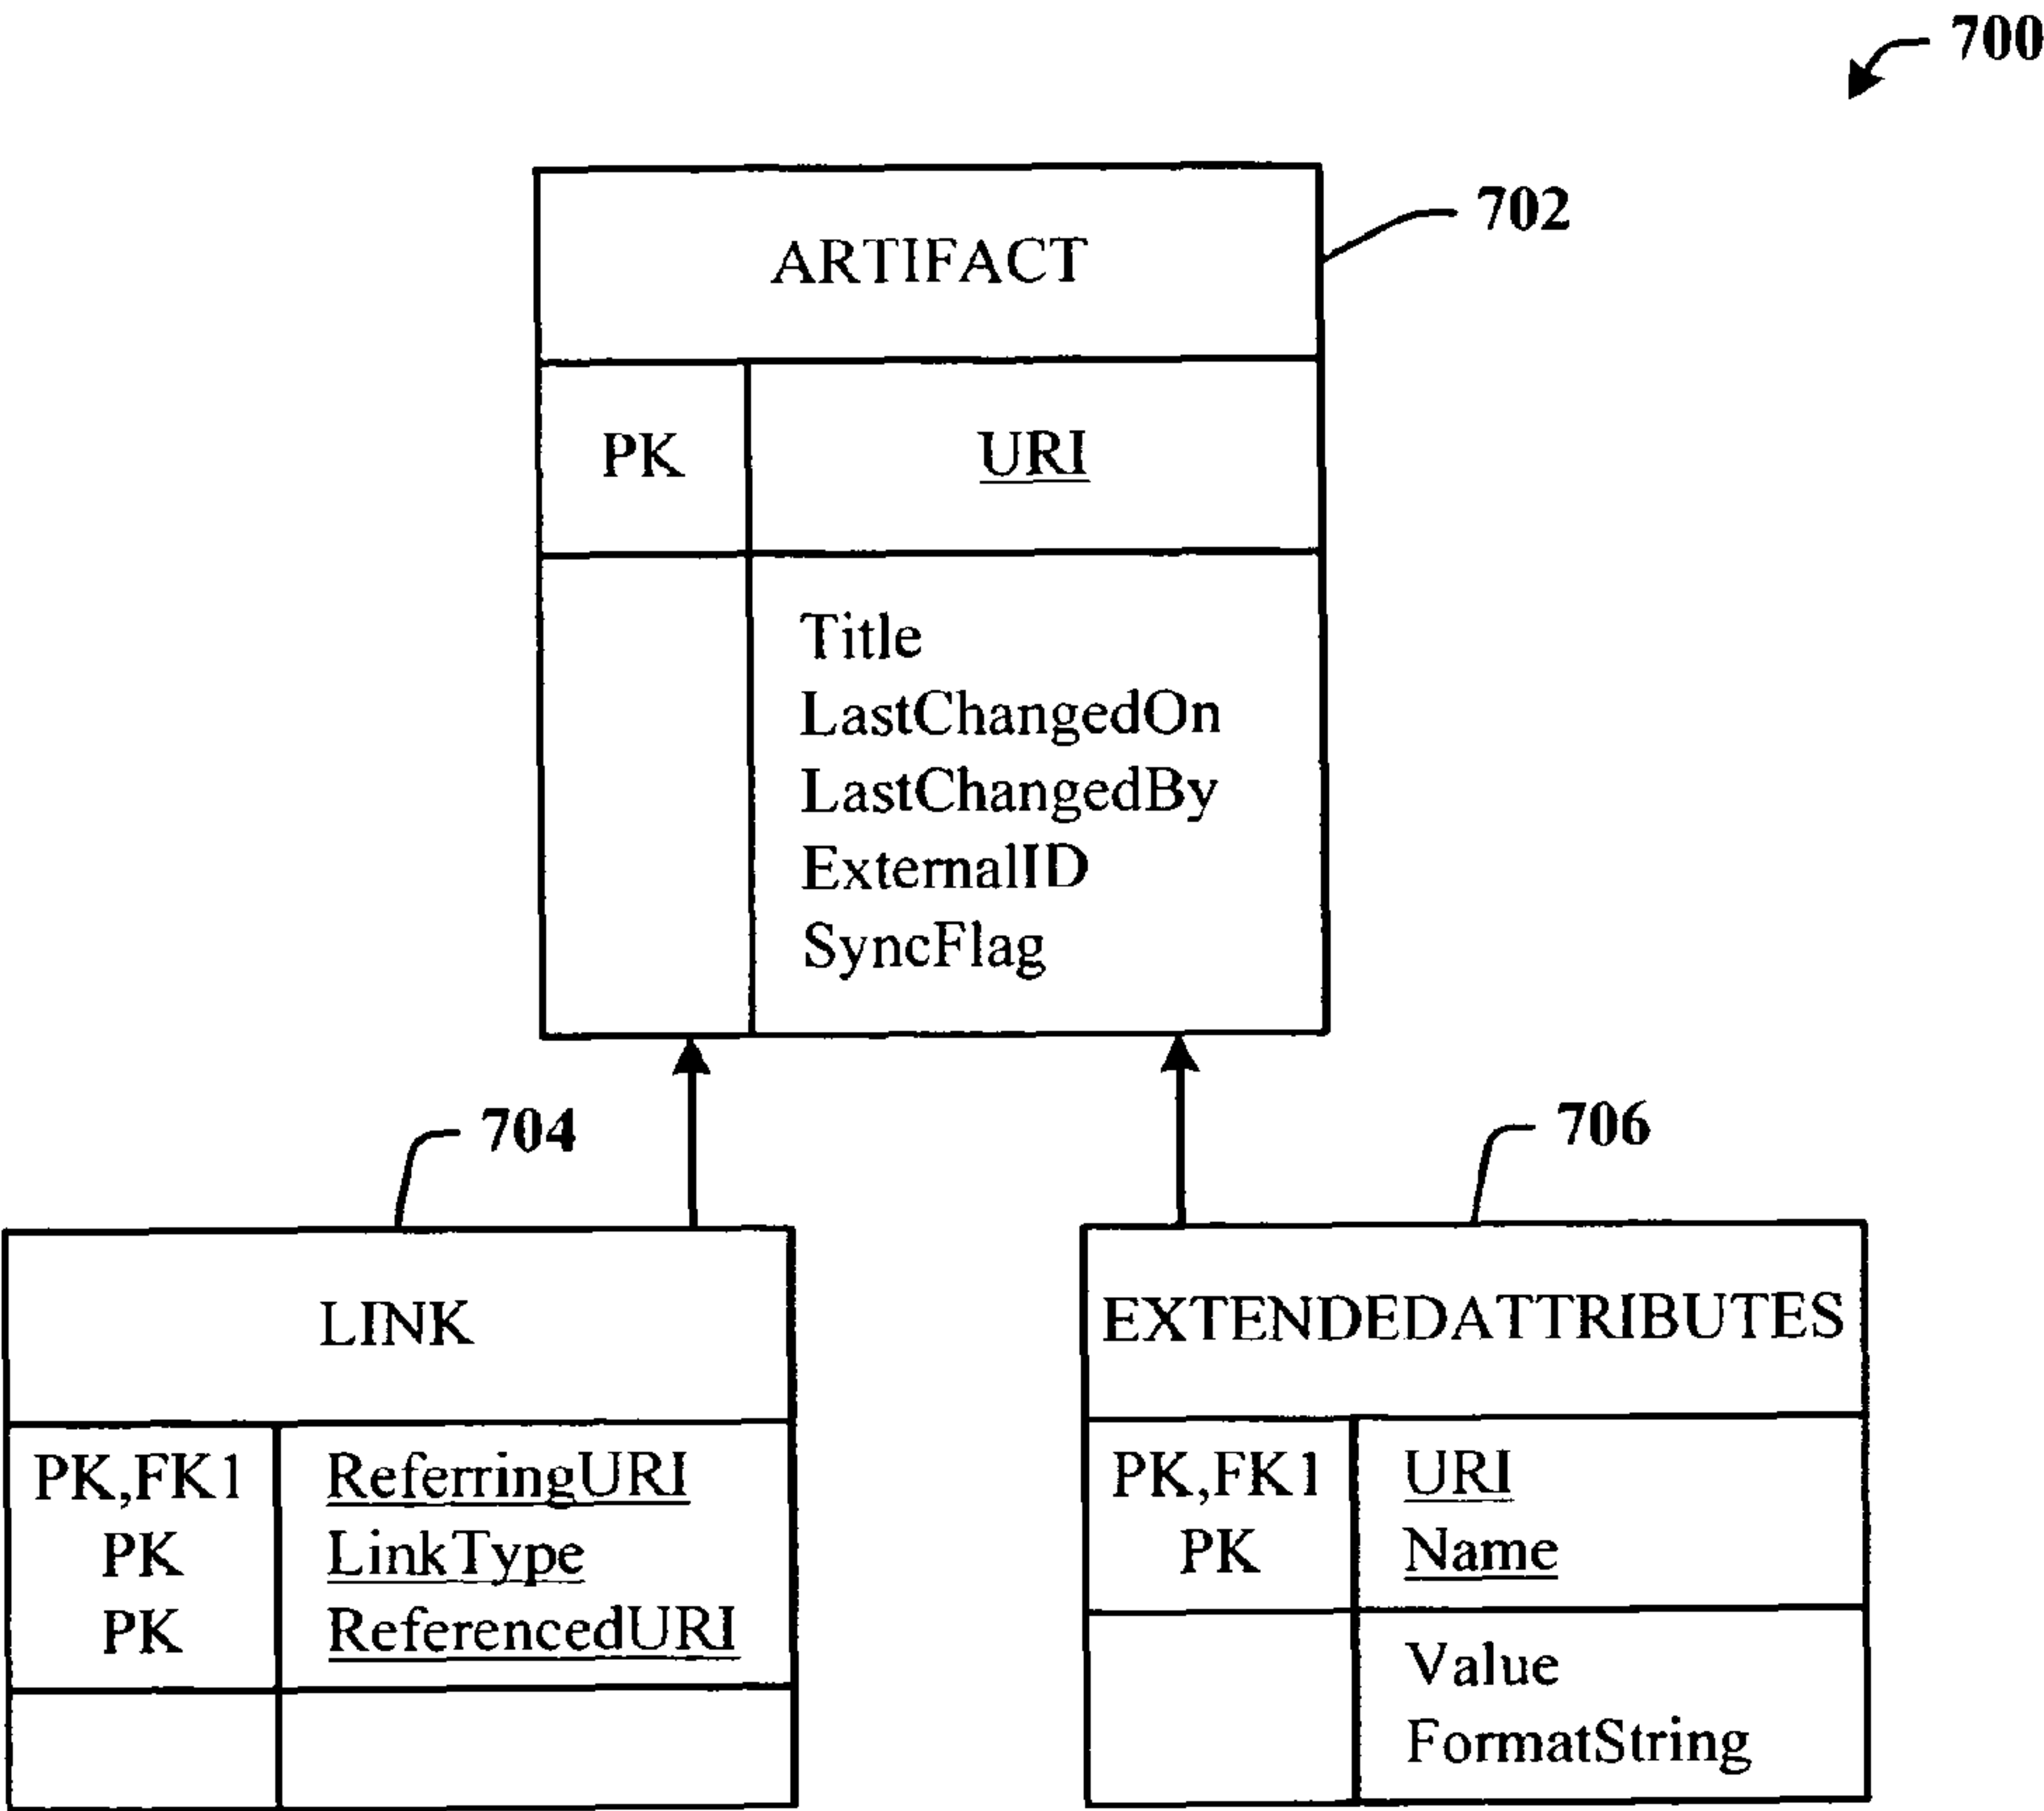 700
702
ARTIFACT
PK URI
Title
LastChangedOn
LastChangedBy
ExternalID
SyncFlag
704
LINK
PK,FK1 ReferringURI
PK LinkType
PK ReferencedURI
706
EXTENDEDATTRIBUTES
PK,FK1 URI
PK Name
Value
FormatString